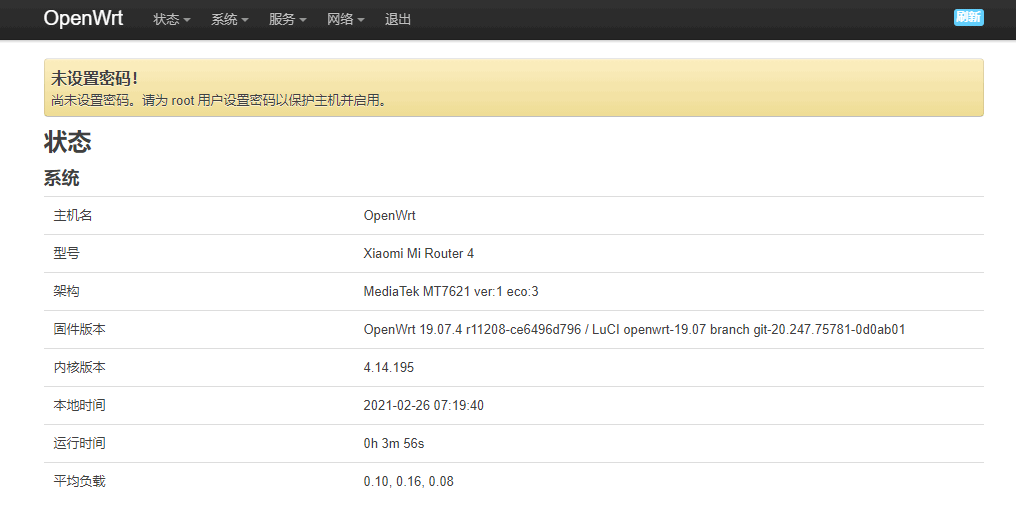 OpenWrt 状态 系统 服务 网络 退出 刷新
未设置密码！
尚未设置密码。请为 root 用户设置密码以保护主机并启用。
状态
系统
主机名 OpenWrt
型号 Xiaomi Mi Router 4
架构 MediaTek MT7621 ver:1 eco:3
固件版本 OpenWrt 19.07.4 r11208-ce6496d796 / LuCI openwrt-19.07 branch git-20.247.75781-0d0ab01
内核版本 4.14.195
本地时间 2021-02-26 07:19:40
运行时间 0h 3m 56s
平均负载 0.10, 0.16, 0.08